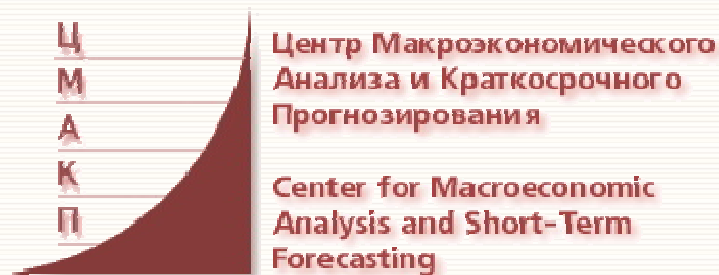 Ц
М
А
К
П
Центр Макроэкономического
Анализа и Краткосрочного
Прогнозирования
Center for Macroeconomic
Analysis and Short-Term
Forecasting